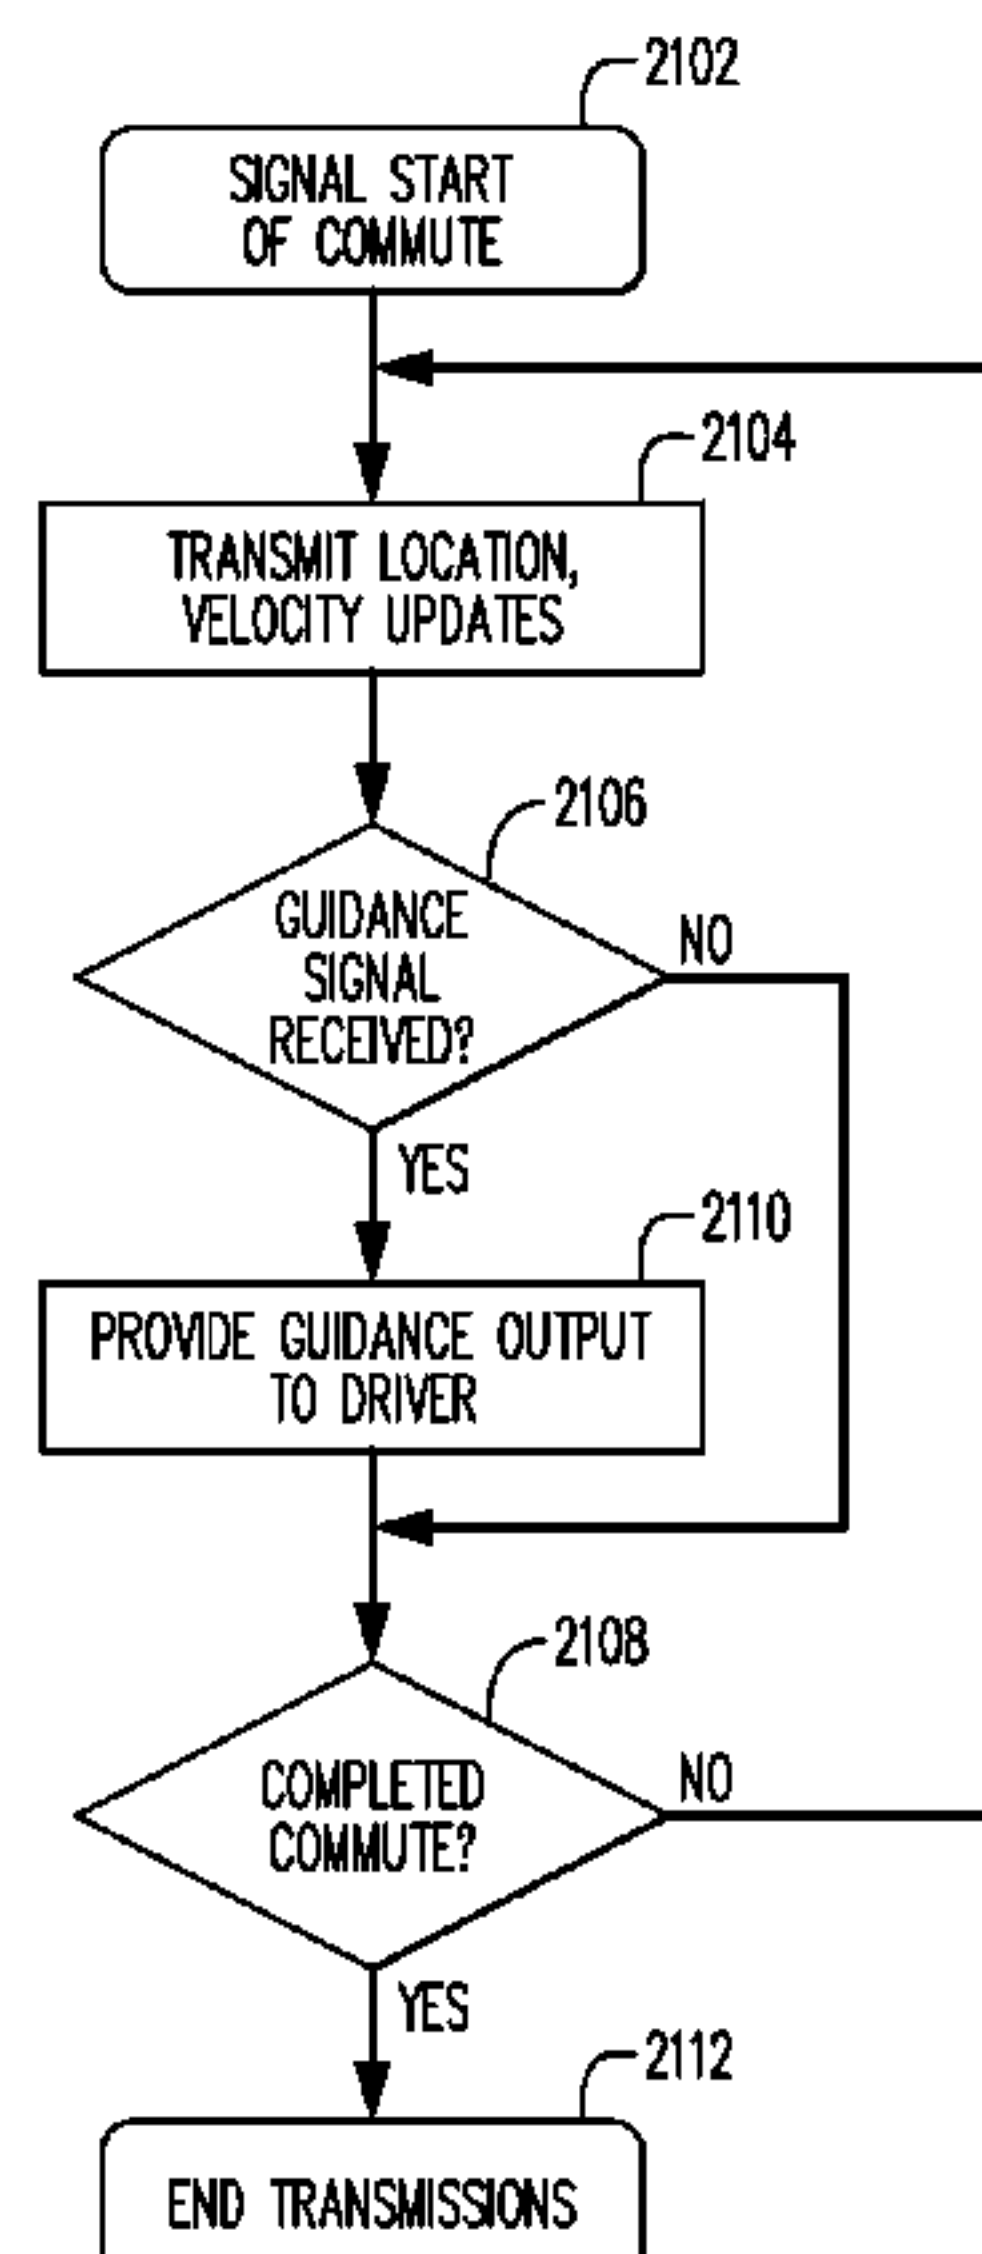 2102
SIGNAL START
OF COMMUTE
2104
TRANSMIT LOCATION,
VELOCITY UPDATES
2106
GUIDANCE
SIGNAL
RECEIVED?
NO
YES
2110
PROVIDE GUIDANCE OUTPUT
TO DRIVER
2108
COMPLETED
COMMUTE?
NO
YES
2112
END TRANSMISSIONS